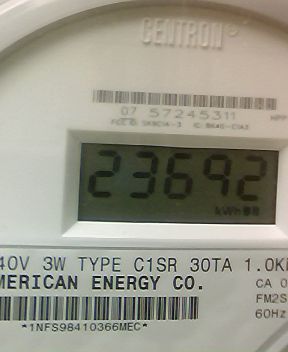 CENTRON®
07 57245311
23692
kWh
40V 3W TYPE C1SR 30TA 1.0K
MERICAN ENERGY CO.
CA 0
FM2S
60Hz
*1NFS98410366MEC*